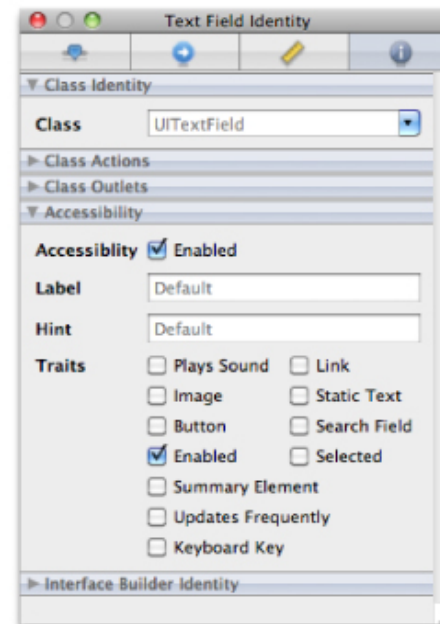 Text Field Identity
Class Identity
Class UITextField
Class Actions
Class Outlets
Accessibility
Accessiblity Enabled
Label Default
Hint Default
Traits Plays Sound Link
Image Static Text
Button Search Field
Enabled Selected
Summary Element
Updates Frequently
Keyboard Key
Interface Builder Identity